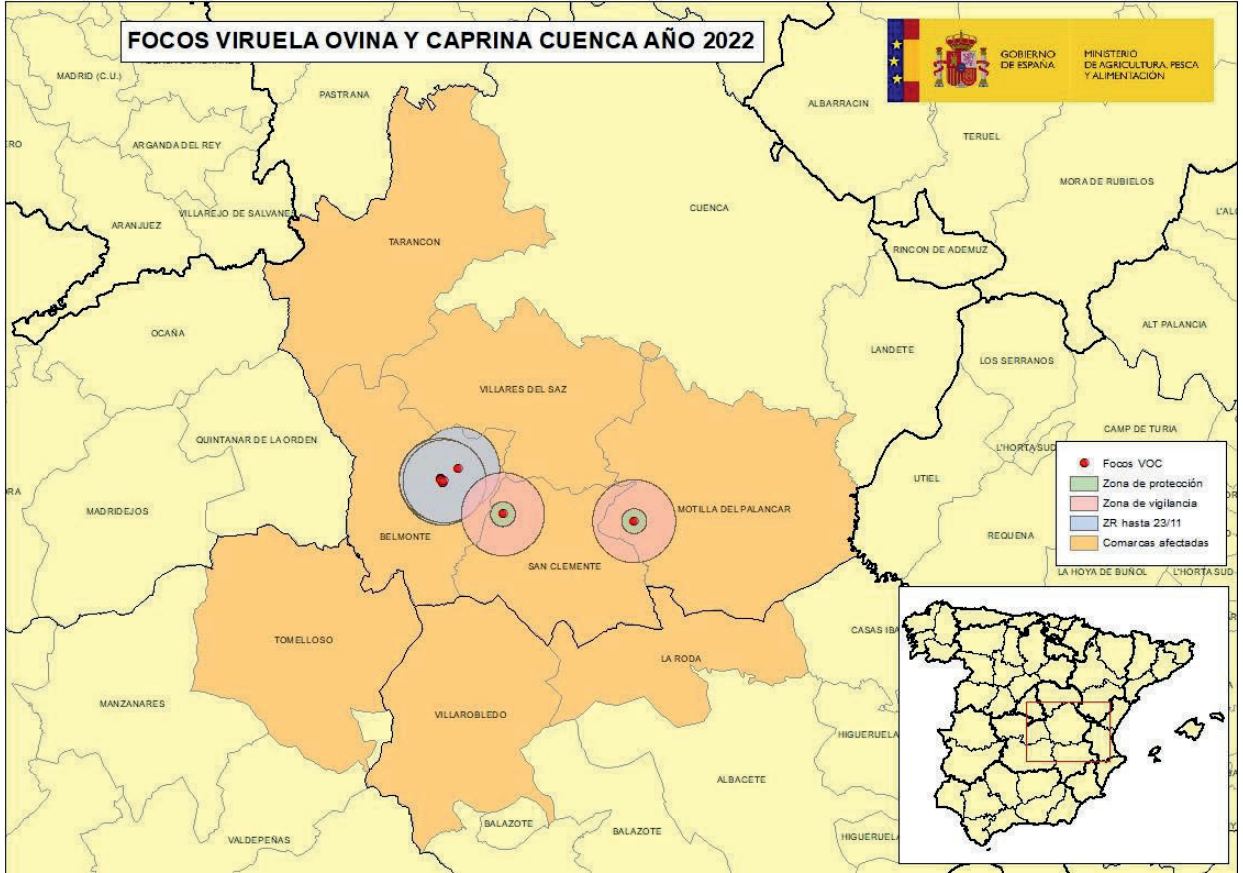 FOCOS VIRUELA OVINA Y CAPRINA CUENCA AÑO 2022
GOBIERNO
DE ESPAÑA
MINISTERIO
DE AGRICULTURA, PESCA
Y ALIMENTACIÓN
MADRID (C.U.)
PASTRANA
ALBARRACIN
TERUEL
ARGANDA DEL REY
MORA DE RUBIELOS
CUENCA
VILLAREJO DE SALVANE
ARANJUEZ
TARANCON
RINCON DE ADEMUZ
OCAÑA
ALT PALANCIA
LANDETE
LOS SERRANOS
VILLARES DEL SAZ
CAMP DE TURIA
QUINTANAR DE LA ORDEN
L'HORTA SUD
UTIEL
MADRIDEJOS
MOTILLA DEL PALANCAR
REQUENA
BELMONTE
SAN CLEMENTE
LA HOYA DE BUÑOL
L'HORTA SUD
Focos VOC
Zona de protección
Zona de vigilancia
ZR hasta 23/11
Comarcas afectadas
TOMELLOSO
CASAS IBA
LA RODA
MANZANARES
VILLAROBLEDO
HIGUERUELA
ALBACETE
BALAZOTE
BALAZOTE
VALDEPEÑAS
HIGUERUELA